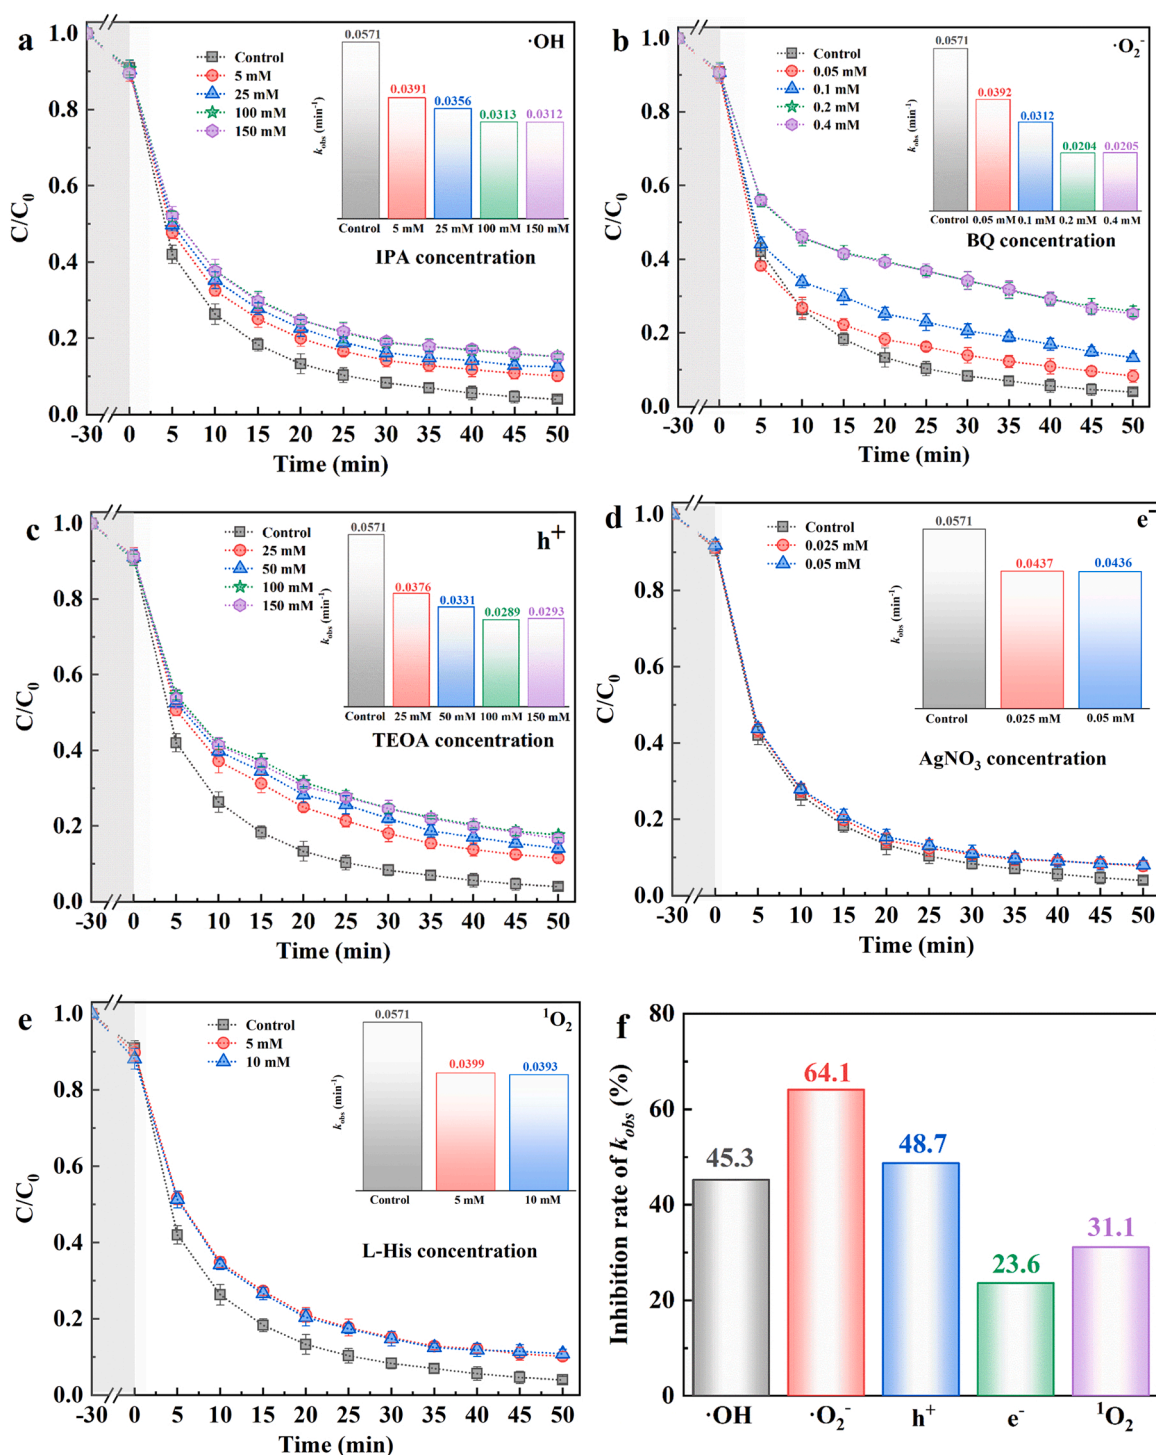 a
·OH
Control
5 mM
25 mM
100 mM
150 mM
0.0571
0.0391
0.0356
0.0313
0.0312
k_obs (min⁻¹)
Control 5 mM 25 mM 100 mM 150 mM
IPA concentration
C/C₀
1.0
0.8
0.6
0.4
0.2
0.0
-30 0 5 10 15 20 25 30 35 40 45 50
Time (min)
b
·O₂⁻
Control
0.05 mM
0.1 mM
0.2 mM
0.4 mM
0.0571
0.0392
0.0312
0.0204
0.0205
k_obs (min⁻¹)
Control 0.05 mM 0.1 mM 0.2 mM 0.4 mM
BQ concentration
C/C₀
1.0
0.8
0.6
0.4
0.2
0.0
-30 0 5 10 15 20 25 30 35 40 45 50
Time (min)
c
h⁺
Control
25 mM
50 mM
100 mM
150 mM
0.0571
0.0376
0.0331
0.0289
0.0293
k_obs (min⁻¹)
Control 25 mM 50 mM 100 mM 150 mM
TEOA concentration
C/C₀
1.0
0.8
0.6
0.4
0.2
0.0
-30 0 5 10 15 20 25 30 35 40 45 50
Time (min)
d
e⁻
Control
0.025 mM
0.05 mM
0.0571
0.0437
0.0436
k_obs (min⁻¹)
Control 0.025 mM 0.05 mM
AgNO₃ concentration
C/C₀
1.0
0.8
0.6
0.4
0.2
0.0
-30 0 5 10 15 20 25 30 35 40 45 50
Time (min)
e
¹O₂
Control
5 mM
10 mM
0.0571
0.0399
0.0393
k_obs (min⁻¹)
Control 5 mM 10 mM
L-His concentration
C/C₀
1.0
0.8
0.6
0.4
0.2
0.0
-30 0 5 10 15 20 25 30 35 40 45 50
Time (min)
f
Inhibition rate of k_obs (%)
80
60
40
20
0
45.3
64.1
48.7
23.6
31.1
·OH ·O₂⁻ h⁺ e⁻ ¹O₂